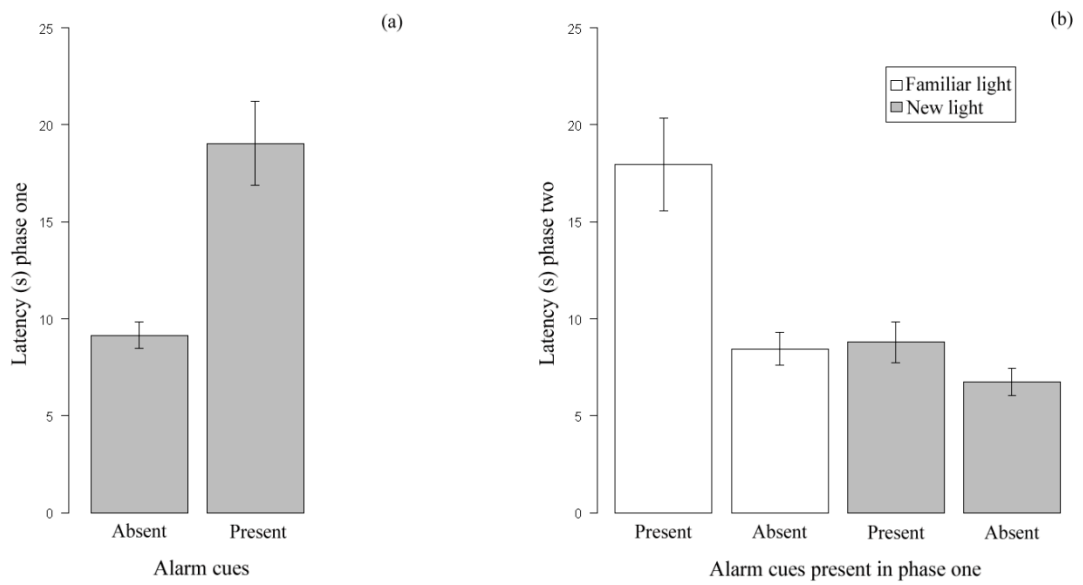 (a)
25
20
15
10
5
0
Latency (s) phase one
Absent
Present
Alarm cues
(b)
25
20
15
10
5
0
Latency (s) phase two
Familiar light
New light
Present
Absent
Present
Absent
Alarm cues present in phase one